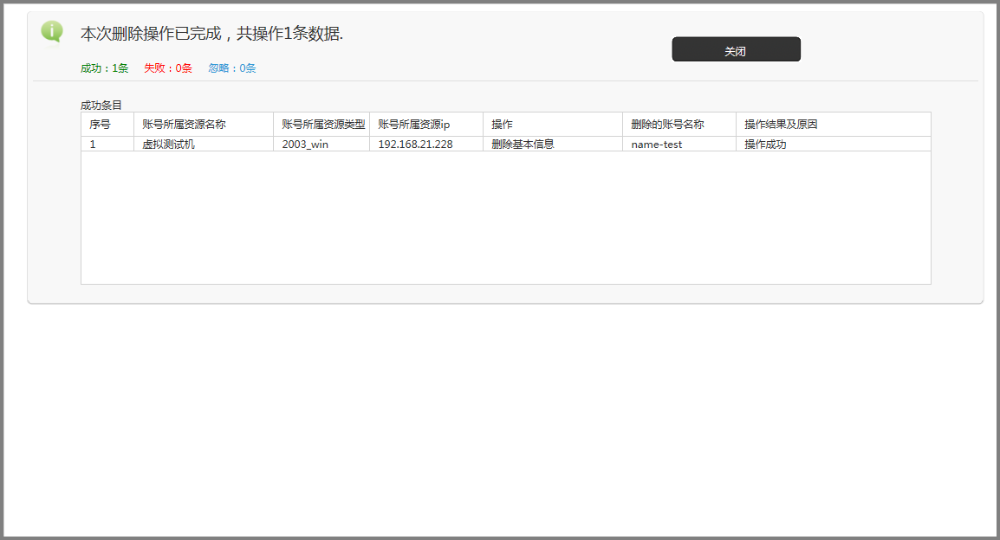 本次删除操作已完成，共操作1条数据.
关闭
成功：1条 失败：0条 忽略：0条
成功条目
序号 账号所属资源名称 账号所属资源类型 账号所属资源ip 操作 删除的账号名称 操作结果及原因
1 虚拟测试机 2003_win 192.168.21.228 删除基本信息 name-test 操作成功